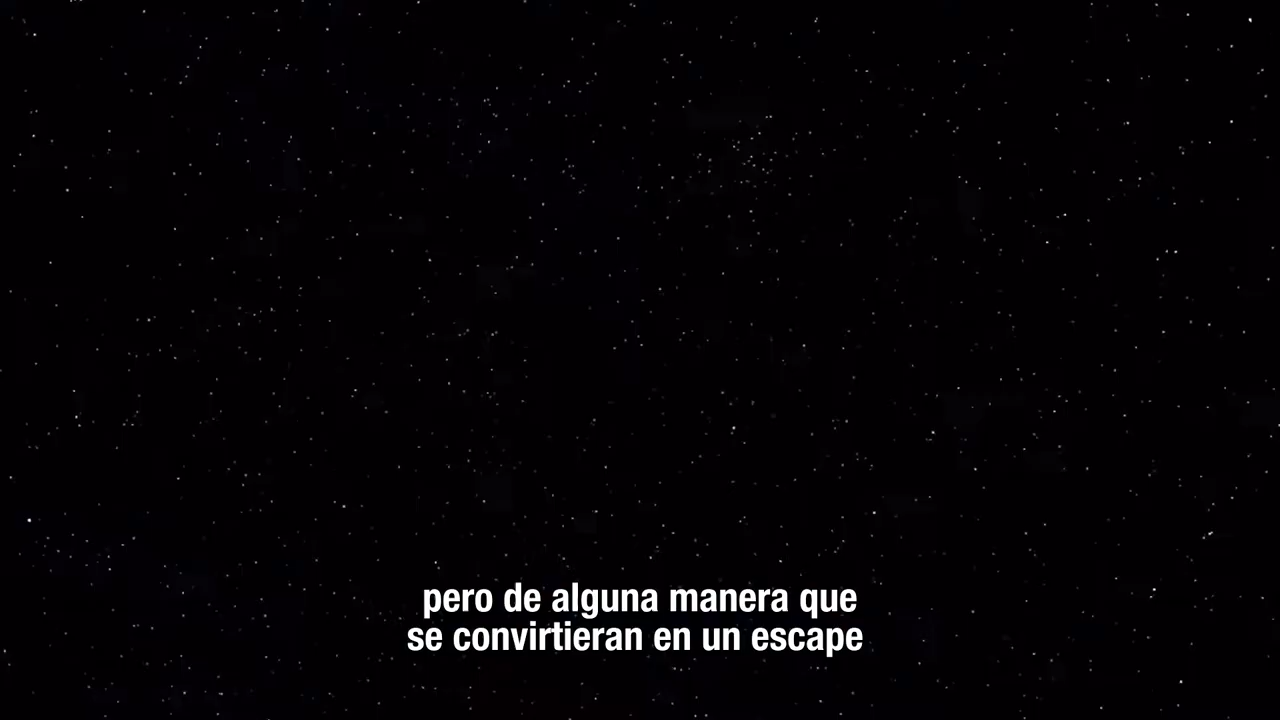 pero de alguna manera que
se convirtieran en un escape